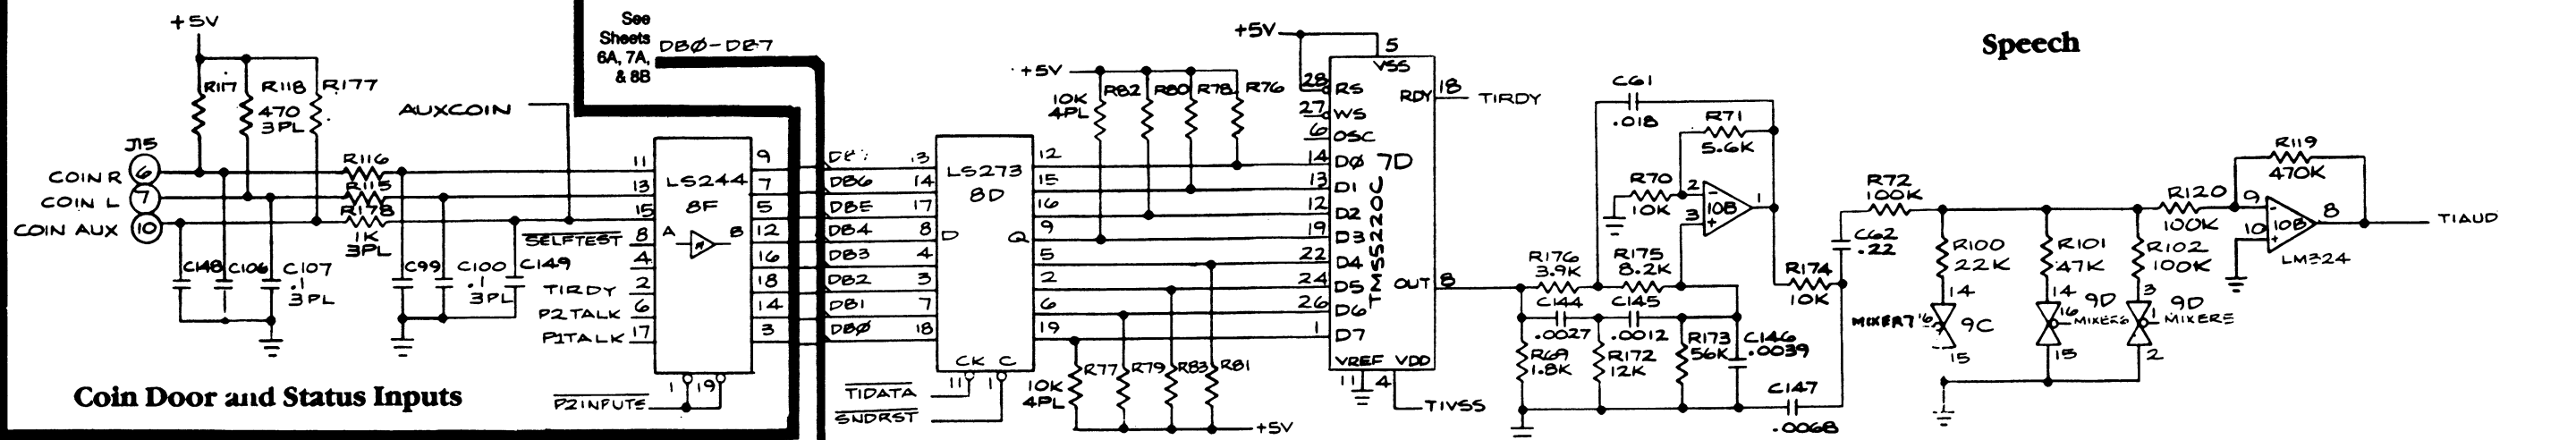 +5V
R117
R118
R177
470
3PL
AUXCOIN
J15
COIN R
6
COIN L
7
COIN AUX
10
R116
R115
R178
1K
3PL
C148
C106
C107
.1
3PL
C99
C100
.1
3PL
C149
11
13
15
SELFTEST 8
4
TIRDY 2
P2TALK 6
P1TALK 17
LS244
8F
A
B
9
7
5
12
16
18
14
3
1
19
P2INPUTS
Coin Door and Status Inputs
See
Sheets
6A, 7A,
& 8B
DBØ-DB7
DB6
DB5
DB4
DB3
DB2
DB1
DBØ
13
14
17
8
4
3
7
18
LS273
8D
D
Q
CK C
11
1
TIDATA
SNDRST
12
15
16
9
5
2
6
19
+5V
10K
4PL
R82
R80
R78
R76
10K
4PL
R77
R79
R83
R81
+5V
+5V
5
VSS
28 RS
27 WS
6 OSC
14 DØ
13 D1
12 D2
19 D3
22 D4
24 D5
26 D6
1 D7
7D
TMS5220C
RDY
18
TIRDY
OUT
8
VREF VDD
11
4
TIVSS
Speech
C61
.018
R71
5.6K
R70
10K
2
3
-
+
10B
1
R176
3.9K
R175
8.2K
C144
.0027
C145
.0012
R69
1.8K
R172
12K
R173
56K
C146
.0039
R174
10K
C147
.0068
C62
.22
R72
100K
R100
22K
R101
47K
R102
100K
14
MIXER7
6
9C
15
14
9D
16
MIXER6
15
3
9D
1
MIXER5
2
R120
100K
R119
470K
9
10
-
+
10B
8
LM324
TIAUD